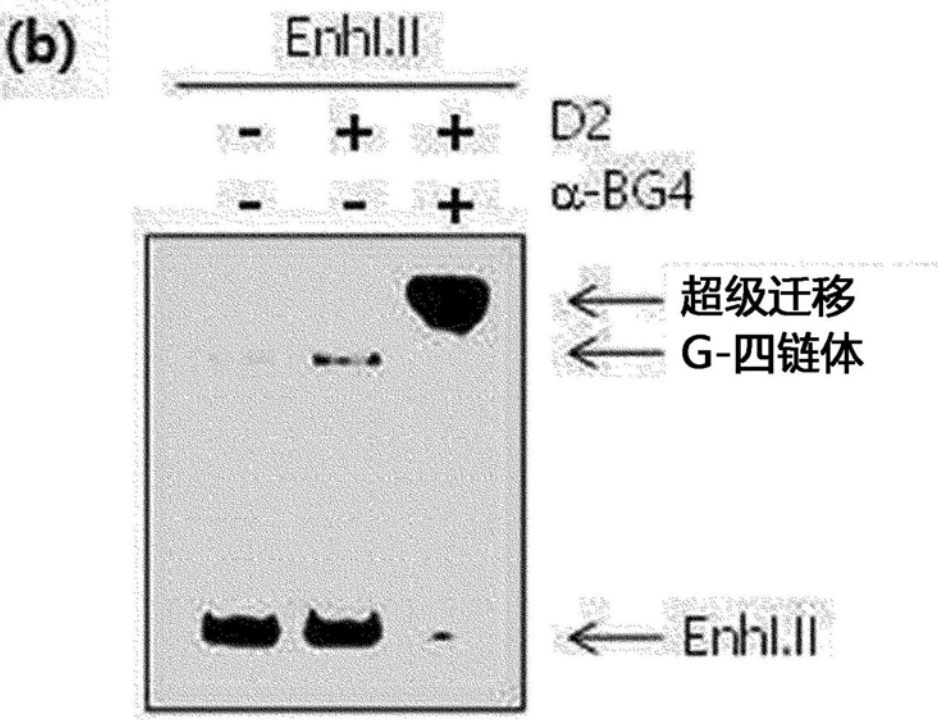 (b)
EnhI.II
- + + D2
- - + α-BG4
超级迁移
G-四链体
EnhI.II